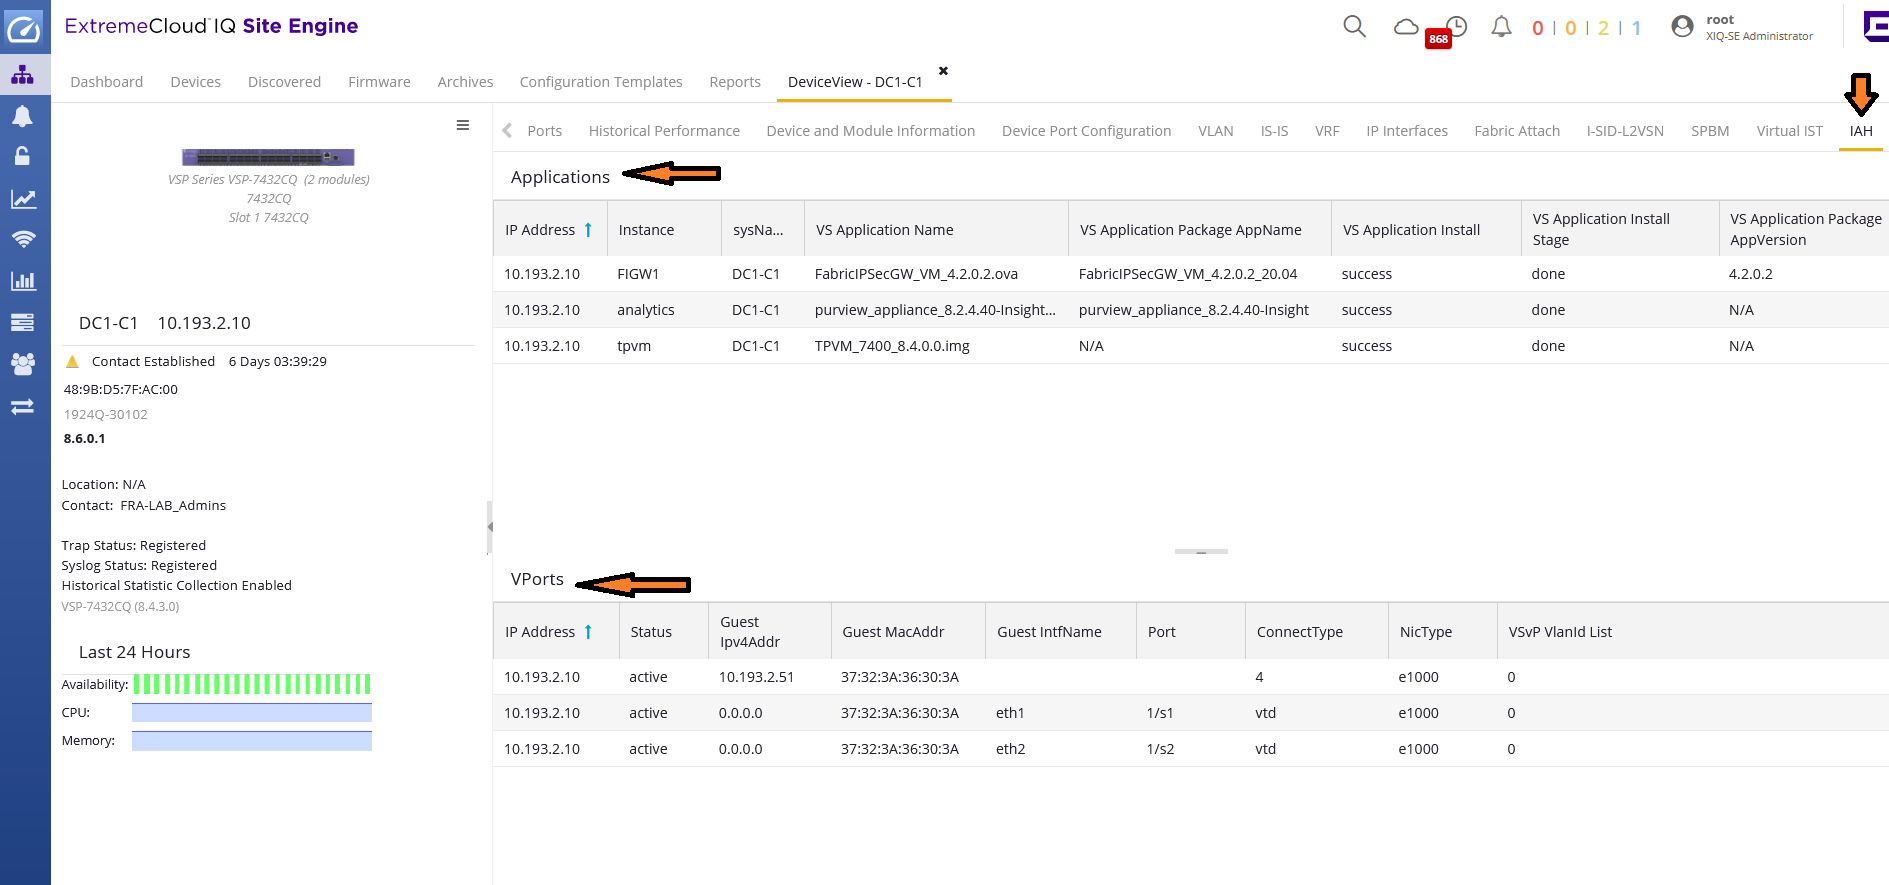 ExtremeCloud IQ Site Engine
868
0 | 0 | 2 | 1
root
XIQ-SE Administrator
Dashboard Devices Discovered Firmware Archives Configuration Templates Reports DeviceView - DC1-C1
Ports Historical Performance Device and Module Information Device Port Configuration VLAN IS-IS VRF IP Interfaces Fabric Attach I-SID-L2VSN SPBM Virtual IST IAH
VSP Series VSP-7432CQ (2 modules)
7432CQ
Slot 1 7432CQ
DC1-C1 10.193.2.10
Contact Established 6 Days 03:39:29
48:9B:D5:7F:AC:00
1924Q-30102
8.6.0.1
Location: N/A
Contact: FRA-LAB_Admins
Trap Status: Registered
Syslog Status: Registered
Historical Statistic Collection Enabled
VSP-7432CQ (8.4.3.0)
Last 24 Hours
Availability:
CPU:
Memory:
Applications
IP Address Instance sysNa... VS Application Name VS Application Package AppName VS Application Install VS Application Install Stage VS Application Package AppVersion
10.193.2.10 FIGW1 DC1-C1 FabricIPSecGW_VM_4.2.0.2.ova FabricIPSecGW_VM_4.2.0.2_20.04 success done 4.2.0.2
10.193.2.10 analytics DC1-C1 purview_appliance_8.2.4.40-Insight... purview_appliance_8.2.4.40-Insight success done N/A
10.193.2.10 tpvm DC1-C1 TPVM_7400_8.4.0.0.img N/A success done N/A
VPorts
IP Address Status Guest Ipv4Addr Guest MacAddr Guest IntfName Port ConnectType NicType VSvP VlanId List
10.193.2.10 active 10.193.2.51 37:32:3A:36:30:3A 4 e1000 0
10.193.2.10 active 0.0.0.0 37:32:3A:36:30:3A eth1 1/s1 vtd e1000 0
10.193.2.10 active 0.0.0.0 37:32:3A:36:30:3A eth2 1/s2 vtd e1000 0